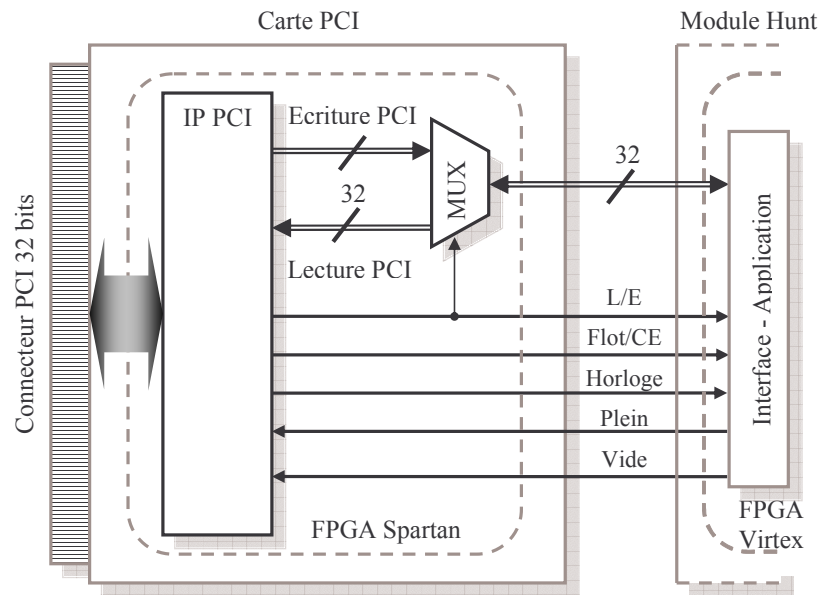 Carte PCI
Module Hunt
IP PCI
Ecriture PCI
32
MUX
32
Lecture PCI
Connecteur PCI 32 bits
L/E
Flot/CE
Horloge
Plein
Vide
Interface - Application
FPGA Spartan
FPGA
Virtex